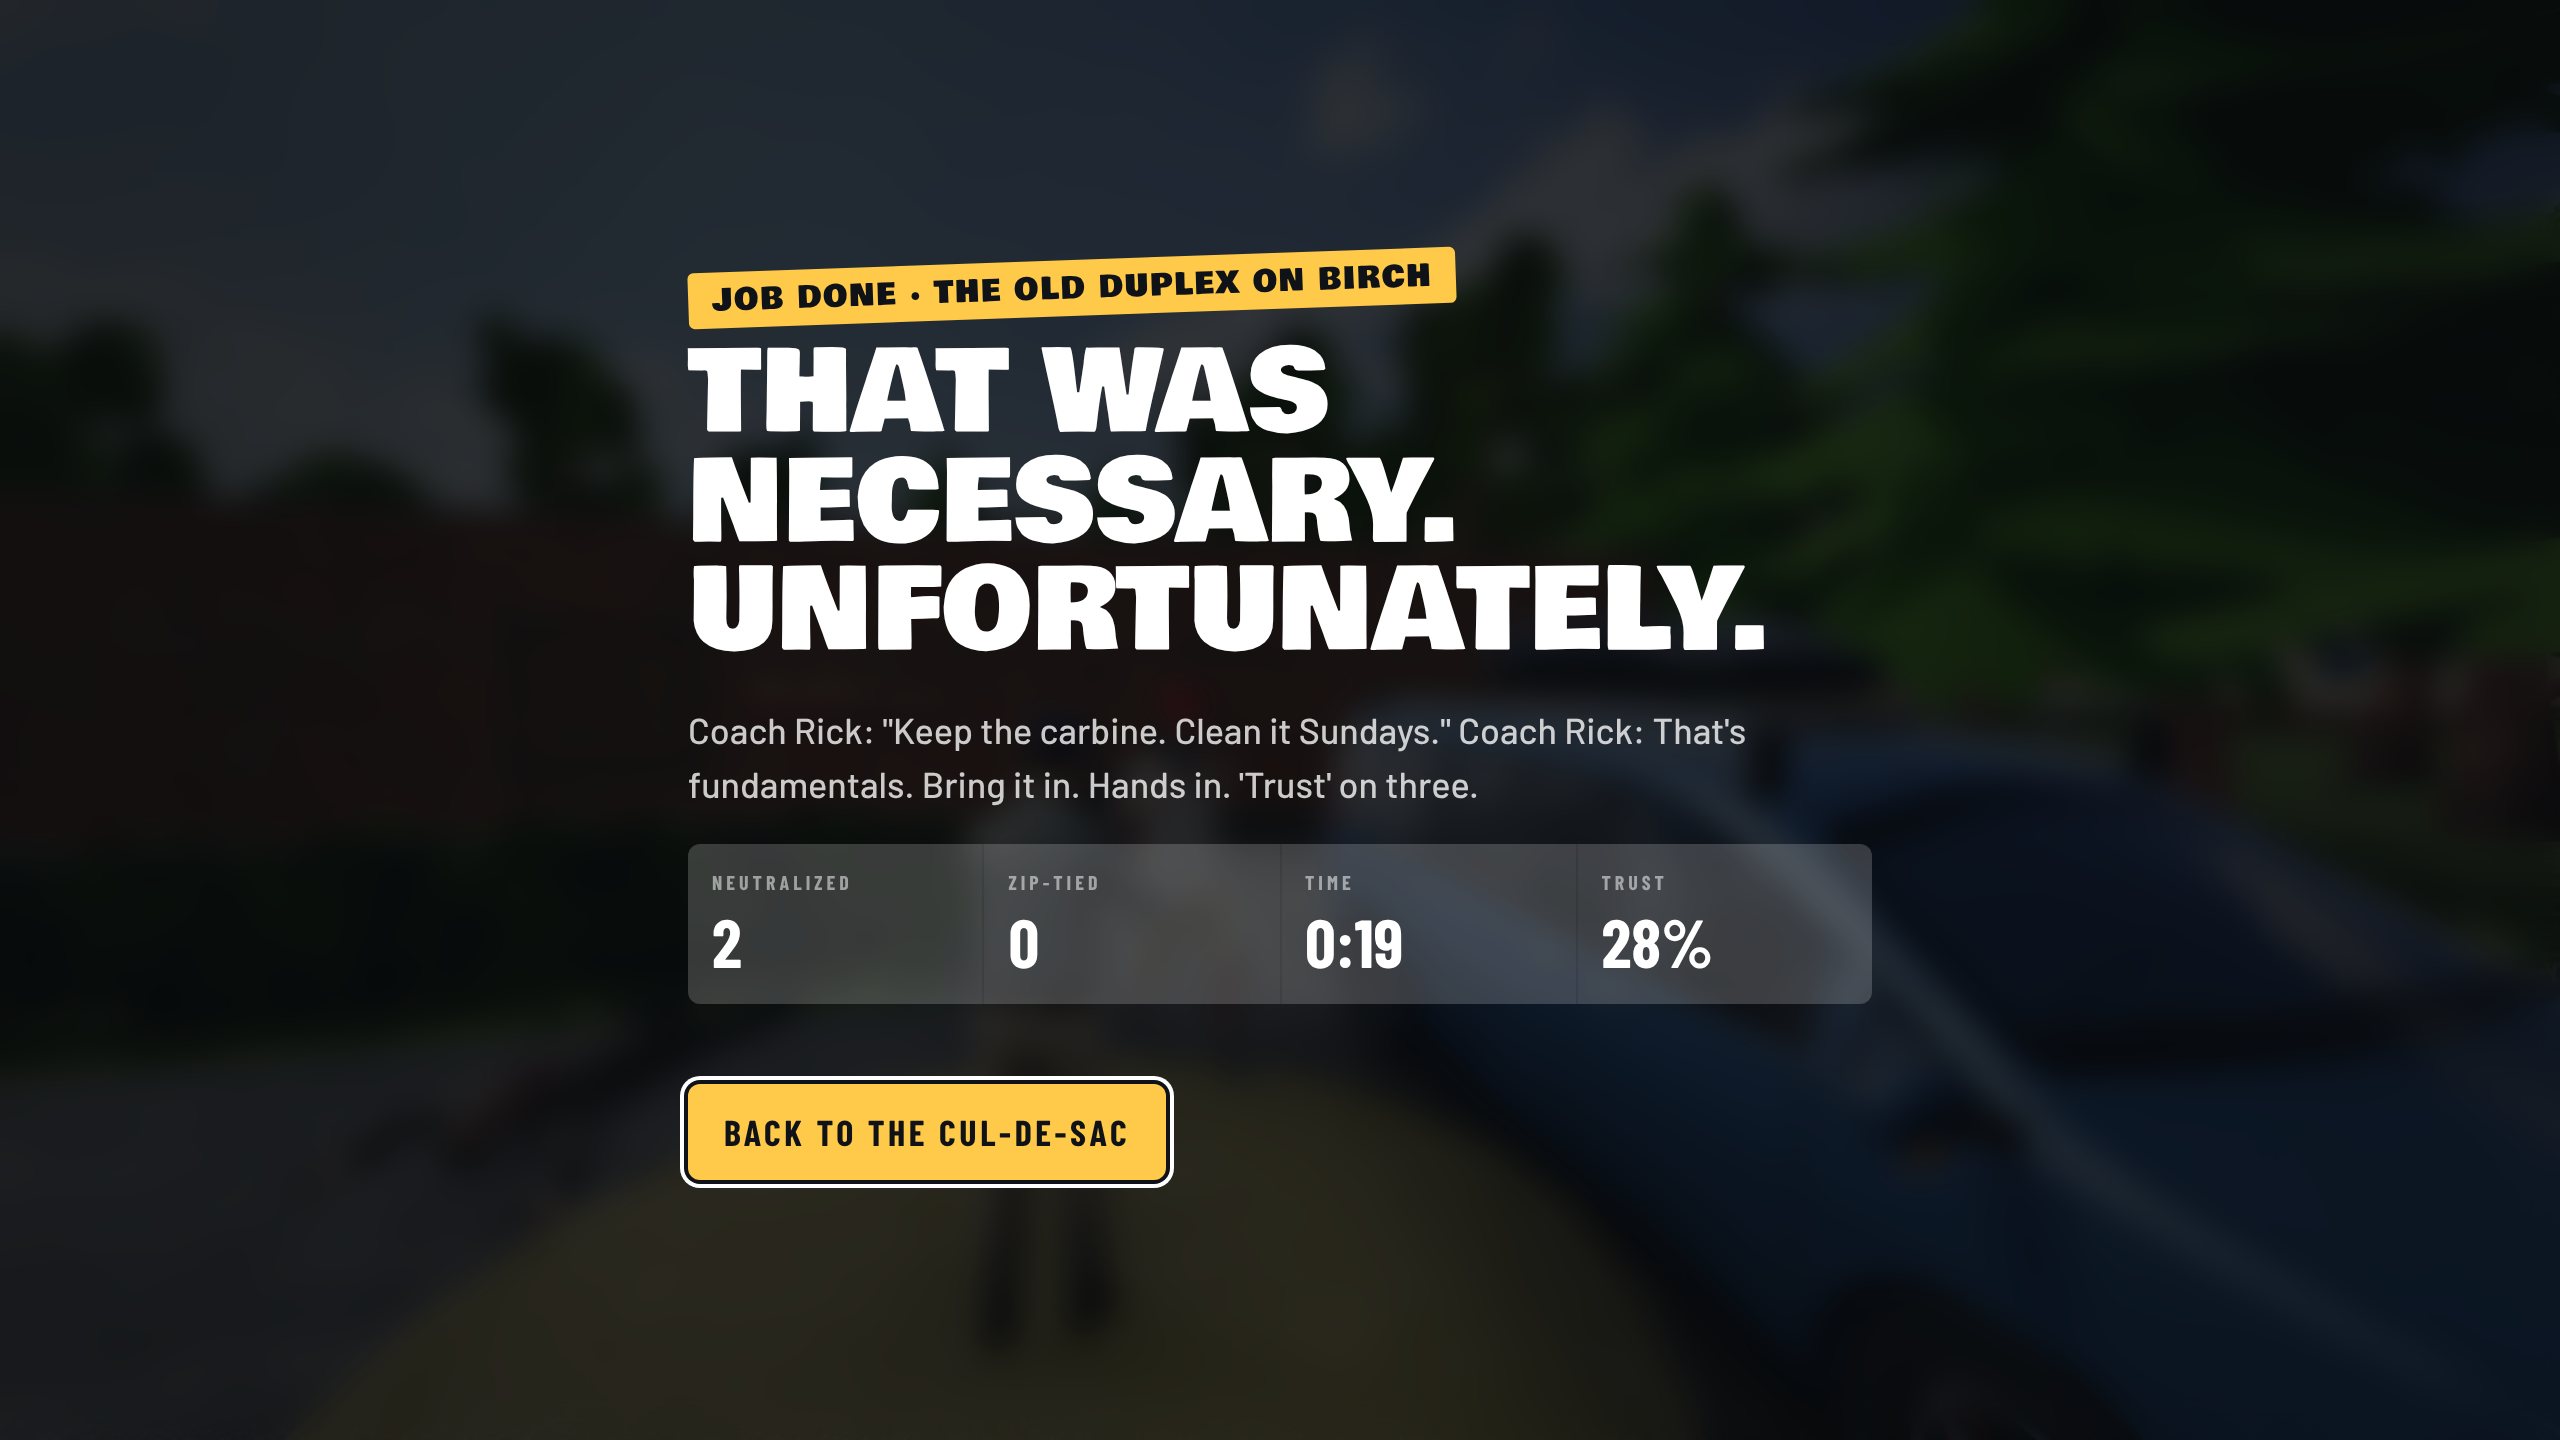 JOB DONE · THE OLD DUPLEX ON BIRCH
THAT WAS
NECESSARY.
UNFORTUNATELY.
Coach Rick: "Keep the carbine. Clean it Sundays." Coach Rick: That's
fundamentals. Bring it in. Hands in. 'Trust' on three.
NEUTRALIZED ZIP-TIED TIME TRUST
2 0 0:19 28%
BACK TO THE CUL-DE-SAC